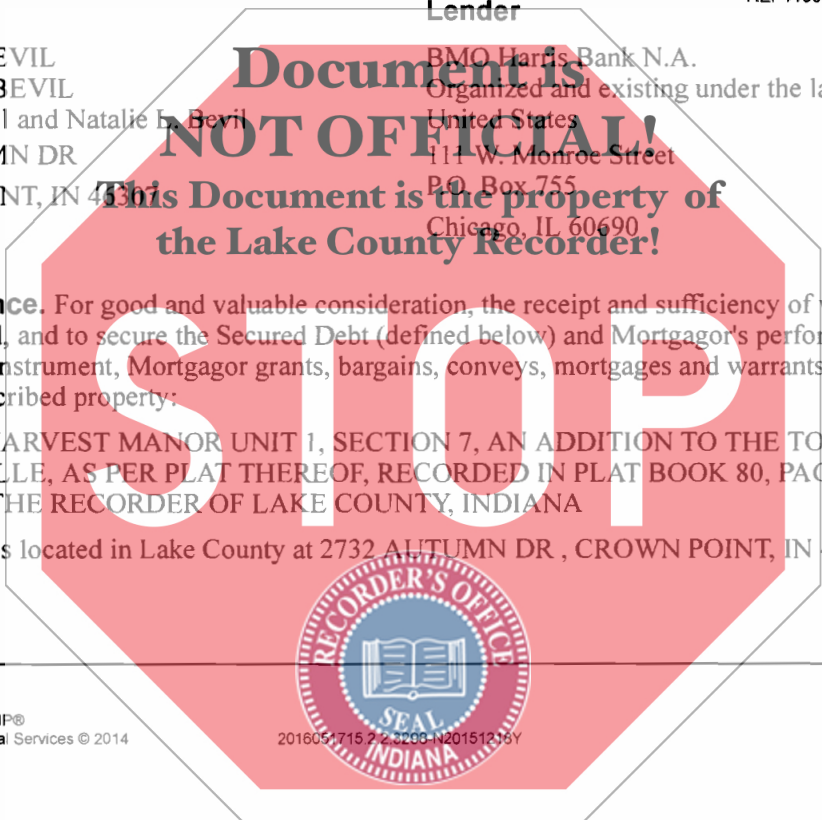 Lender
EVIL
BMO Harris Bank N.A.
BEVIL
Organized and existing under the la
l and Natalie L. Bevil
United States
MN DR
111 W. Monroe Street
NT, IN 46307
P.O. Box 755
Chicago, IL 60690
Document is
NOT OFFICIAL!
This Document is the property of
the Lake County Recorder!
STOP
nce. For good and valuable consideration, the receipt and sufficiency of
, and to secure the Secured Debt (defined below) and Mortgagor's perfor
nstrument, Mortgagor grants, bargains, conveys, mortgages and warrants
cribed property:
ARVEST MANOR UNIT 1, SECTION 7, AN ADDITION TO THE TO
LLE, AS PER PLAT THEREOF, RECORDED IN PLAT BOOK 80, PAG
THE RECORDER OF LAKE COUNTY, INDIANA
s located in Lake County at 2732 AUTUMN DR , CROWN POINT, IN
RECORDER'S OFFICE
SEAL
INDIANA
IP®
al Services © 2014